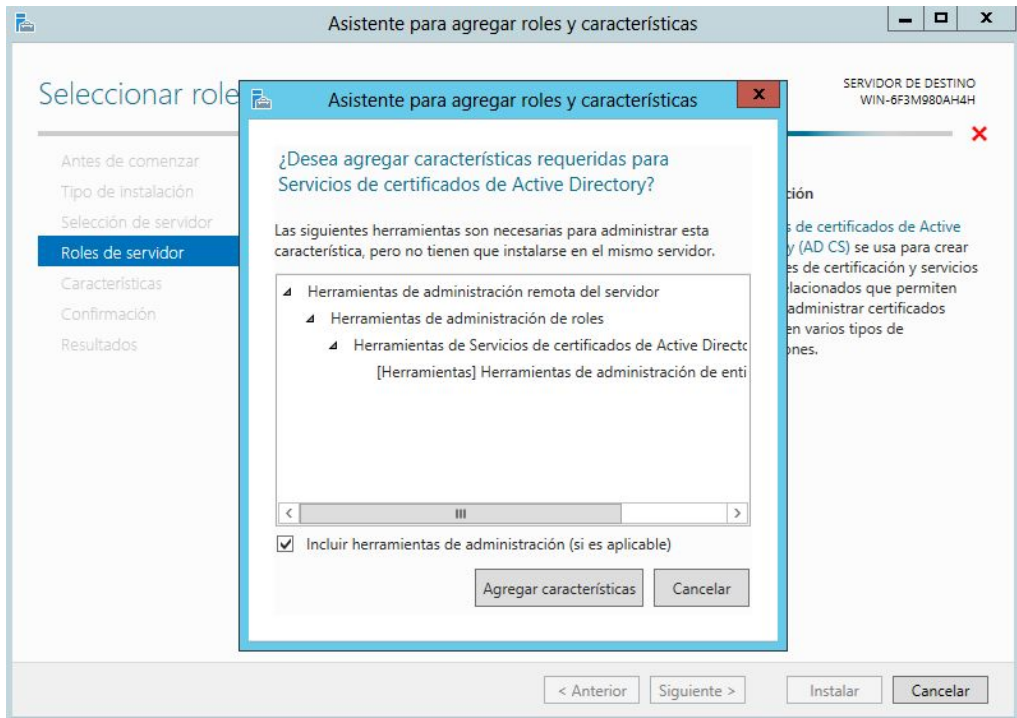 Asistente para agregar roles y características
Seleccionar role
SERVIDOR DE DESTINO
WIN-6F3M980AH4H
Antes de comenzar
Tipo de instalación
Selección de servidor
Roles de servidor
Características
Confirmación
Resultados
Asistente para agregar roles y características
¿Desea agregar características requeridas para
Servicios de certificados de Active Directory?
Las siguientes herramientas son necesarias para administrar esta
característica, pero no tienen que instalarse en el mismo servidor.
Herramientas de administración remota del servidor
Herramientas de administración de roles
Herramientas de Servicios de certificados de Active Directo
[Herramientas] Herramientas de administración de enti
Incluir herramientas de administración (si es aplicable)
Agregar características
Cancelar
ción
s de certificados de Active
y (AD CS) se usa para crear
es de certificación y servicios
elacionados que permiten
administrar certificados
en varios tipos de
ones.
< Anterior
Siguiente >
Instalar
Cancelar